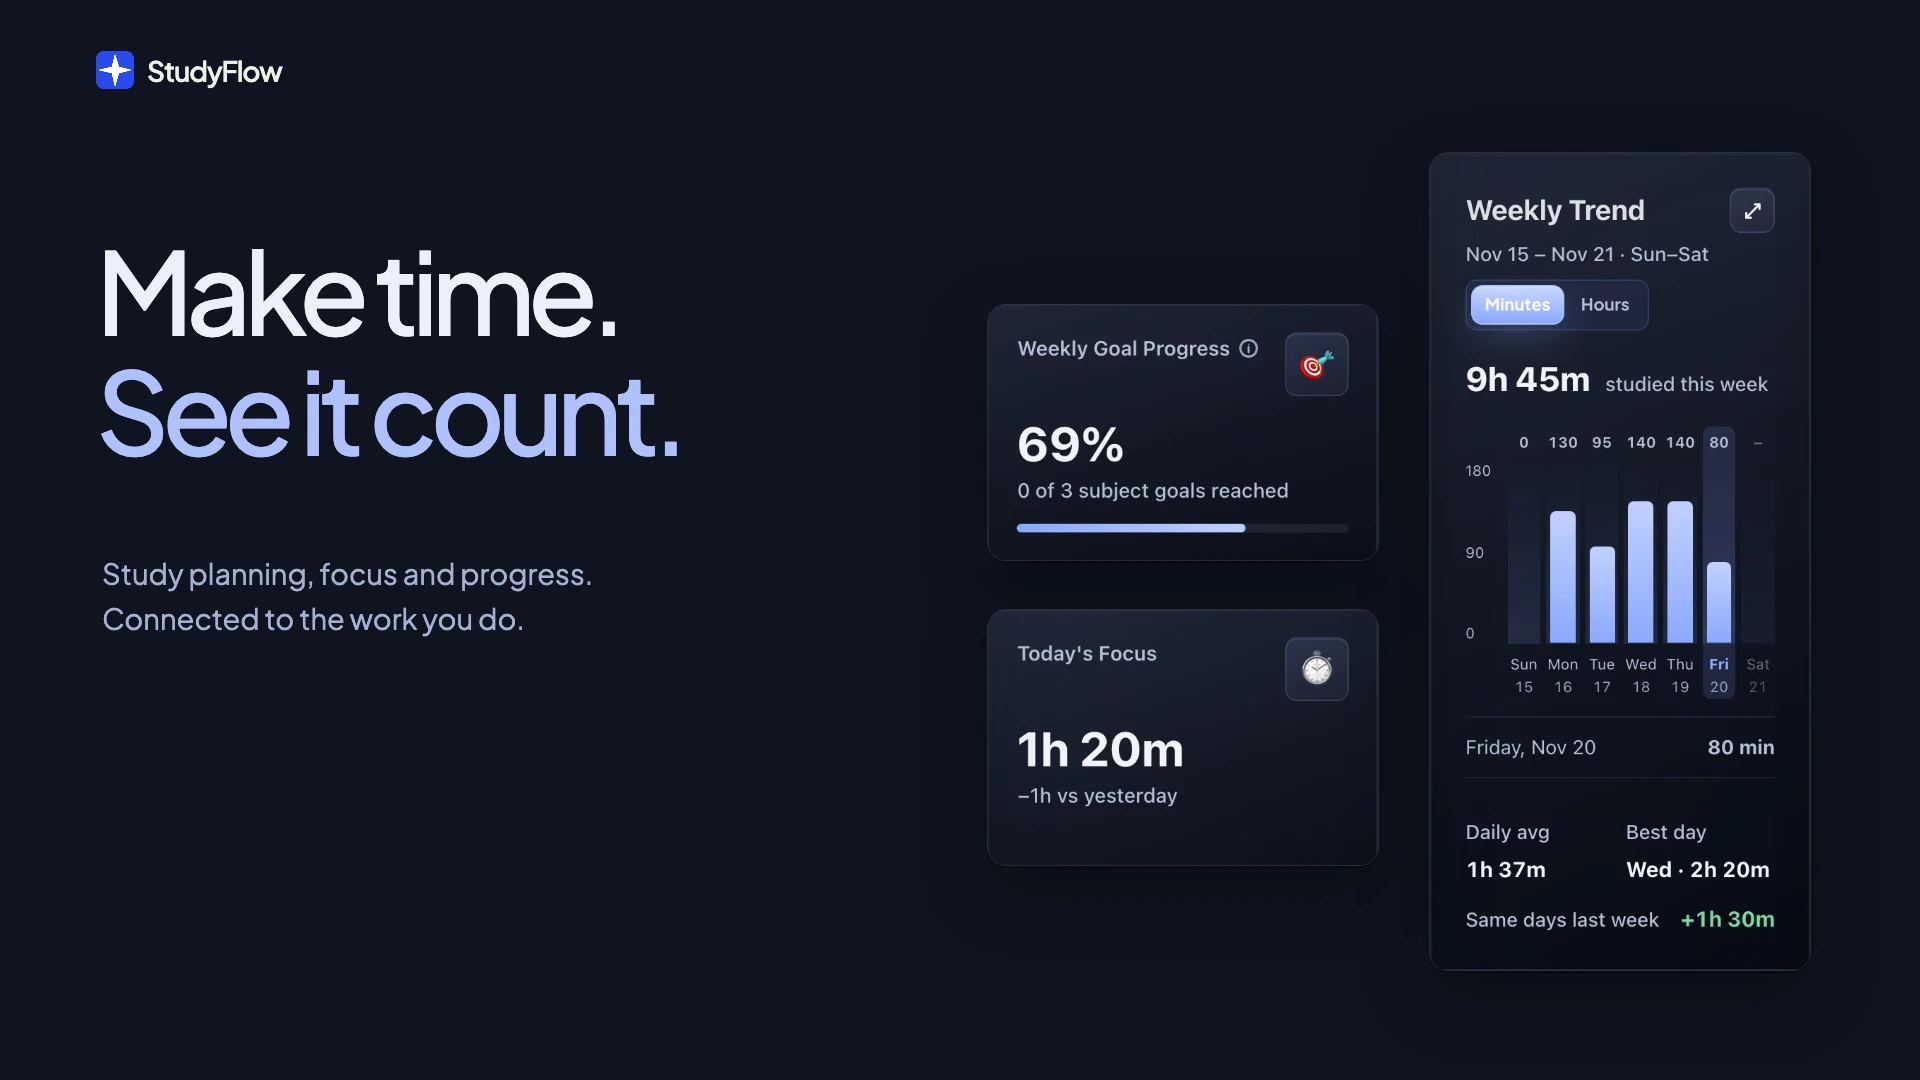 StudyFlow
Make time.
See it count.
Study planning, focus and progress.
Connected to the work you do.
Weekly Goal Progress
69%
0 of 3 subject goals reached
Today's Focus
1h 20m
–1h vs yesterday
Weekly Trend
Nov 15 – Nov 21 · Sun–Sat
Minutes Hours
9h 45m studied this week
0 130 95 140 140 80 –
180
90
0
Sun Mon Tue Wed Thu Fri Sat
15 16 17 18 19 20 21
Friday, Nov 20 80 min
Daily avg Best day
1h 37m Wed · 2h 20m
Same days last week +1h 30m